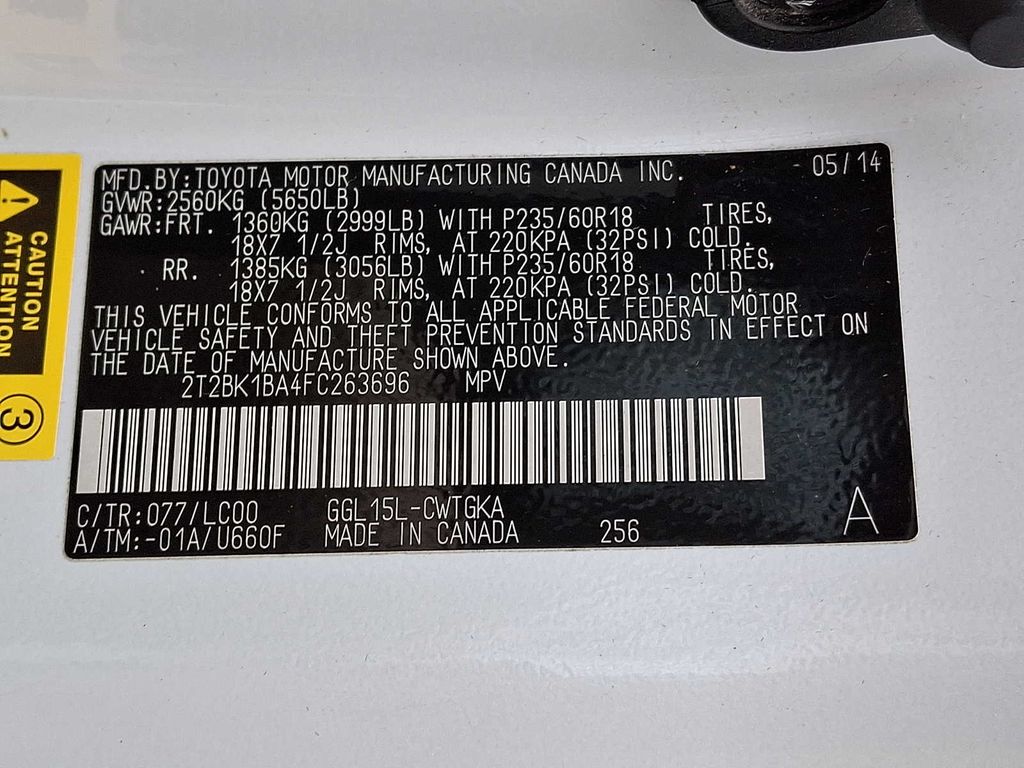 MFD.BY:TOYOTA MOTOR MANUFACTURING CANADA INC. 05/14
GVWR:2560KG (5650LB)
GAWR:FRT. 1360KG (2999LB) WITH P235/60R18 TIRES,
18X7 1/2J RIMS, AT 220KPA (32PSI) COLD.
RR. 1385KG (3056LB) WITH P235/60R18 TIRES,
18X7 1/2J RIMS, AT 220KPA (32PSI) COLD.
THIS VEHICLE CONFORMS TO ALL APPLICABLE FEDERAL MOTOR
VEHICLE SAFETY AND THEFT PREVENTION STANDARDS IN EFFECT ON
THE DATE OF MANUFACTURE SHOWN ABOVE.
2T2BK1BA4FC263696 MPV
C/TR:077/LC00 GGL15L-CWTGKA
A/TM:-01A/U660F MADE IN CANADA 256 A
CAUTION
ATTENTION
3